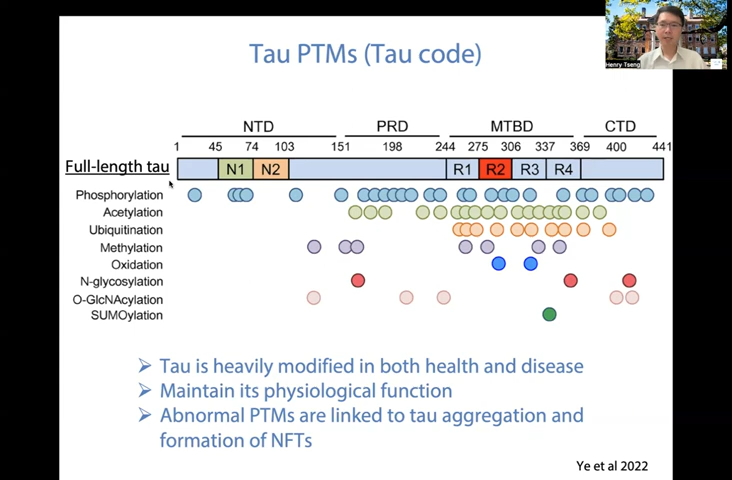 Tau PTMs (Tau code)
Henry Tseng
NTD PRD MTBD CTD
1 45 74 103 151 198 244 275 306 337 369 400 441
Full-length tau N1 N2 R1 R2 R3 R4
Phosphorylation
Acetylation
Ubiquitination
Methylation
Oxidation
N-glycosylation
O-GlcNAcylation
SUMOylation
Tau is heavily modified in both health and disease
Maintain its physiological function
Abnormal PTMs are linked to tau aggregation and
formation of NFTs
Ye et al 2022